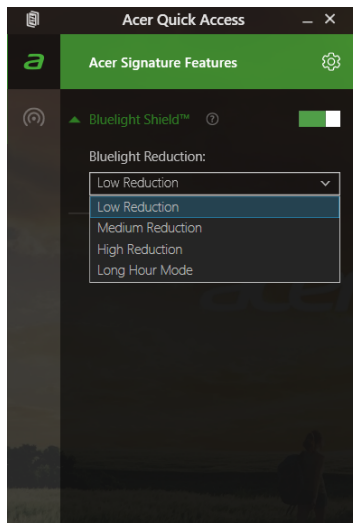 Acer Quick Access
Acer Signature Features
Bluelight Shield™
Bluelight Reduction:
Low Reduction
Low Reduction
Medium Reduction
High Reduction
Long Hour Mode
acer